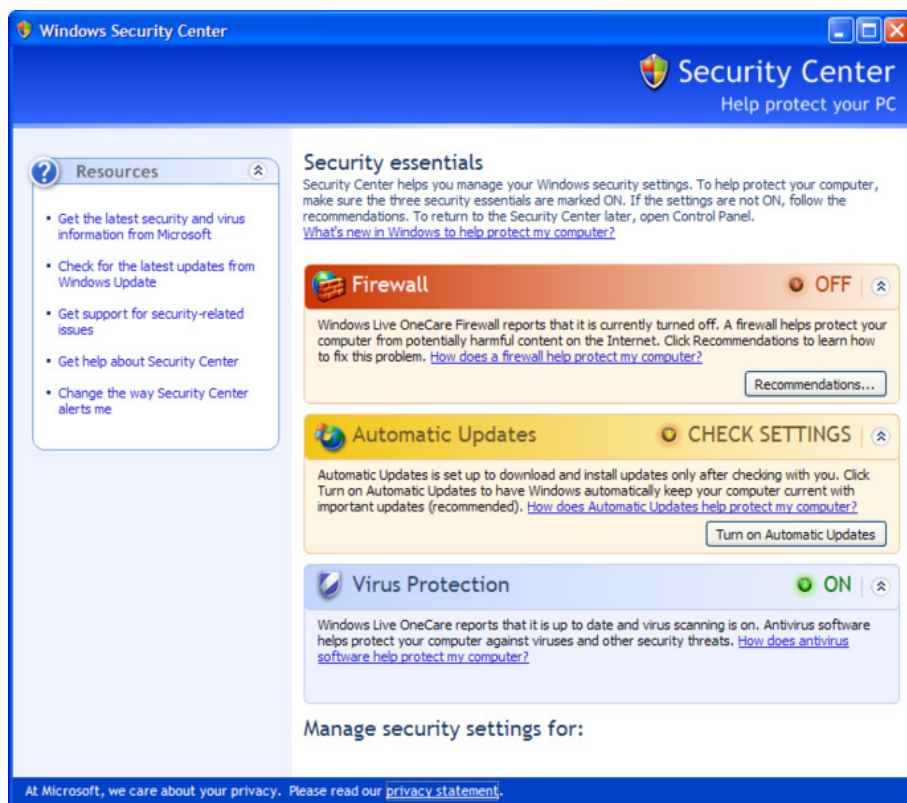 Windows Security Center
Security Center
Help protect your PC
Resources
Get the latest security and virus
information from Microsoft
Check for the latest updates from
Windows Update
Get support for security-related
issues
Get help about Security Center
Change the way Security Center
alerts me
Security essentials
Security Center helps you manage your Windows security settings. To help protect your computer,
make sure the three security essentials are marked ON. If the settings are not ON, follow the
recommendations. To return to the Security Center later, open Control Panel.
What's new in Windows to help protect my computer?
Firewall OFF
Windows Live OneCare Firewall reports that it is currently turned off. A firewall helps protect your
computer from potentially harmful content on the Internet. Click Recommendations to learn how
to fix this problem. How does a firewall help protect my computer?
Recommendations...
Automatic Updates CHECK SETTINGS
Automatic Updates is set up to download and install updates only after checking with you. Click
Turn on Automatic Updates to have Windows automatically keep your computer current with
important updates (recommended). How does Automatic Updates help protect my computer?
Turn on Automatic Updates
Virus Protection ON
Windows Live OneCare reports that it is up to date and virus scanning is on. Antivirus software
helps protect your computer against viruses and other security threats. How does antivirus
software help protect my computer?
Manage security settings for:
At Microsoft, we care about your privacy. Please read our privacy statement.